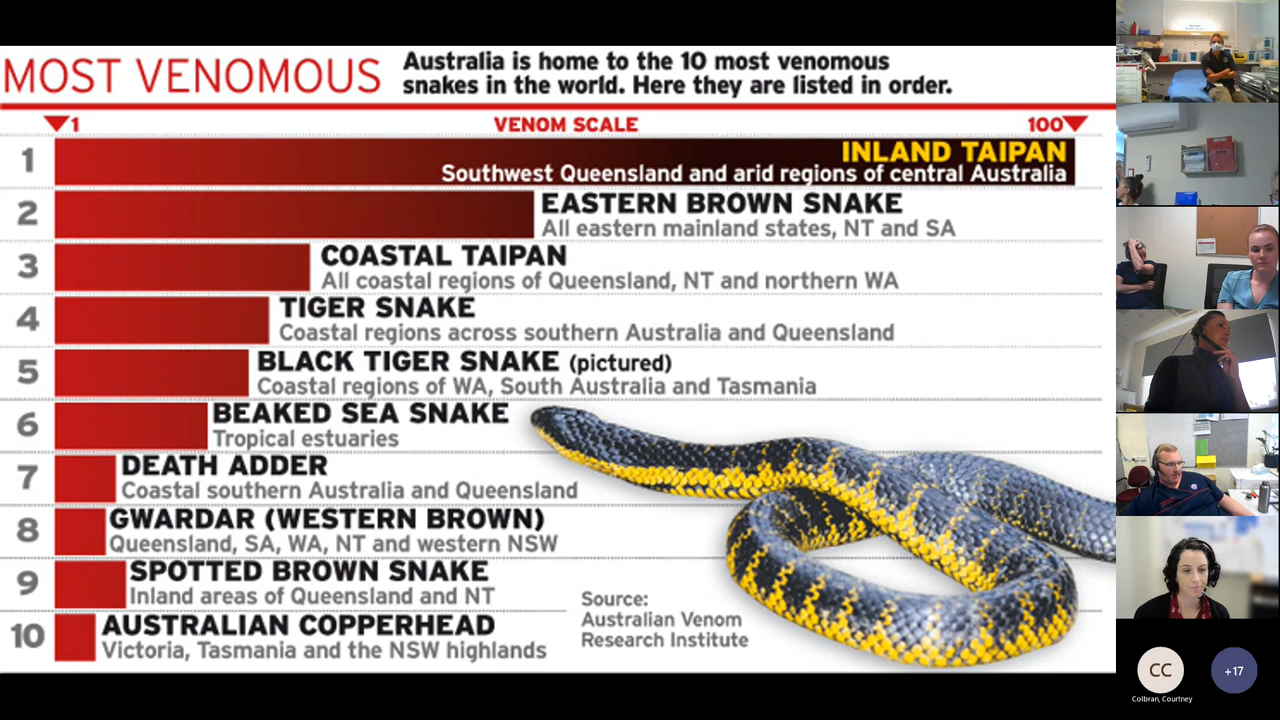 MOST VENOMOUS
Australia is home to the 10 most venomous
snakes in the world. Here they are listed in order.
1
VENOM SCALE
100
1
INLAND TAIPAN
Southwest Queensland and arid regions of central Australia
2
EASTERN BROWN SNAKE
All eastern mainland states, NT and SA
3
COASTAL TAIPAN
All coastal regions of Queensland, NT and northern WA
4
TIGER SNAKE
Coastal regions across southern Australia and Queensland
5
BLACK TIGER SNAKE (pictured)
Coastal regions of WA, South Australia and Tasmania
6
BEAKED SEA SNAKE
Tropical estuaries
7
DEATH ADDER
Coastal southern Australia and Queensland
8
GWARDAR (WESTERN BROWN)
Queensland, SA, WA, NT and western NSW
9
SPOTTED BROWN SNAKE
Inland areas of Queensland and NT
10
AUSTRALIAN COPPERHEAD
Victoria, Tasmania and the NSW highlands
Source:
Australian Venom
Research Institute
CC
+17
Colbran, Courtney